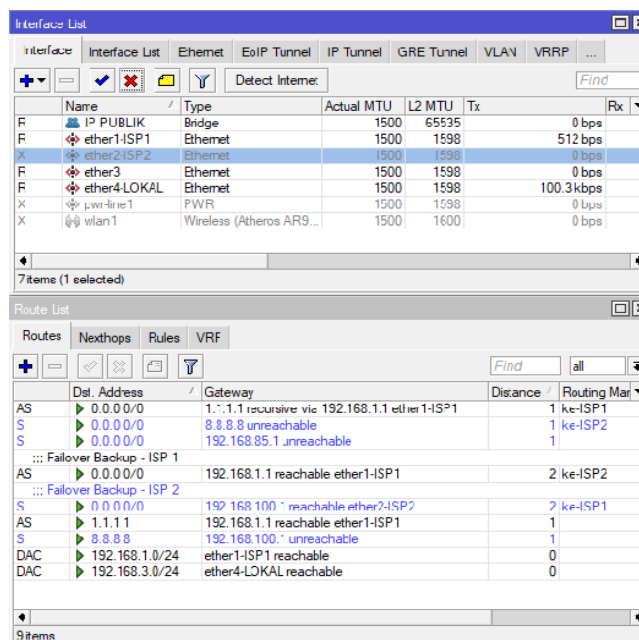 Interface List
Interface Interface List Ethernet EoIP Tunnel IP Tunnel GRE Tunnel VLAN VRRP ...
Detect Internet Find
Name Type Actual MTU L2 MTU Tx Rx
R IP PUBLIK Bridge 1500 65535 0 bps
R ether1-ISP1 Ethernet 1500 1598 512 bps
X ether2-ISP2 Ethernet 1500 1598 0 bps
R ether3 Ethernet 1500 1598 0 bps
R ether4-LOKAL Ethernet 1500 1598 100.3 kbps
X pwr-line1 PWR 1500 1598 0 bps
X wlan1 Wireless (Atheros AR9... 1500 1600 0 bps
7 items (1 selected)
Route List
Routes Nexthops Rules VRF
Find all
Dst. Address Gateway Distance Routing Mar
AS 0.0.0.0/0 1.1.1.1 recursive via 192.168.1.1 ether1-ISP1 1 ke-ISP1
S 0.0.0.0/0 8.8.8.8 unreachable 1 ke-ISP2
S 0.0.0.0/0 192.168.85.1 unreachable 1
;;; Failover Backup - ISP 1
AS 0.0.0.0/0 192.168.1.1 reachable ether1-ISP1 2 ke-ISP2
;;; Failover Backup - ISP 2
S 0.0.0.0/0 192.168.100.1 reachable ether2-ISP2 2 ke-ISP1
AS 1.1.1.1 192.168.1.1 reachable ether1-ISP1 1
S 8.8.8.8 192.168.100.1 unreachable 1
DAC 192.168.1.0/24 ether1-ISP1 reachable 0
DAC 192.168.3.0/24 ether4-LOKAL reachable 0
9 items